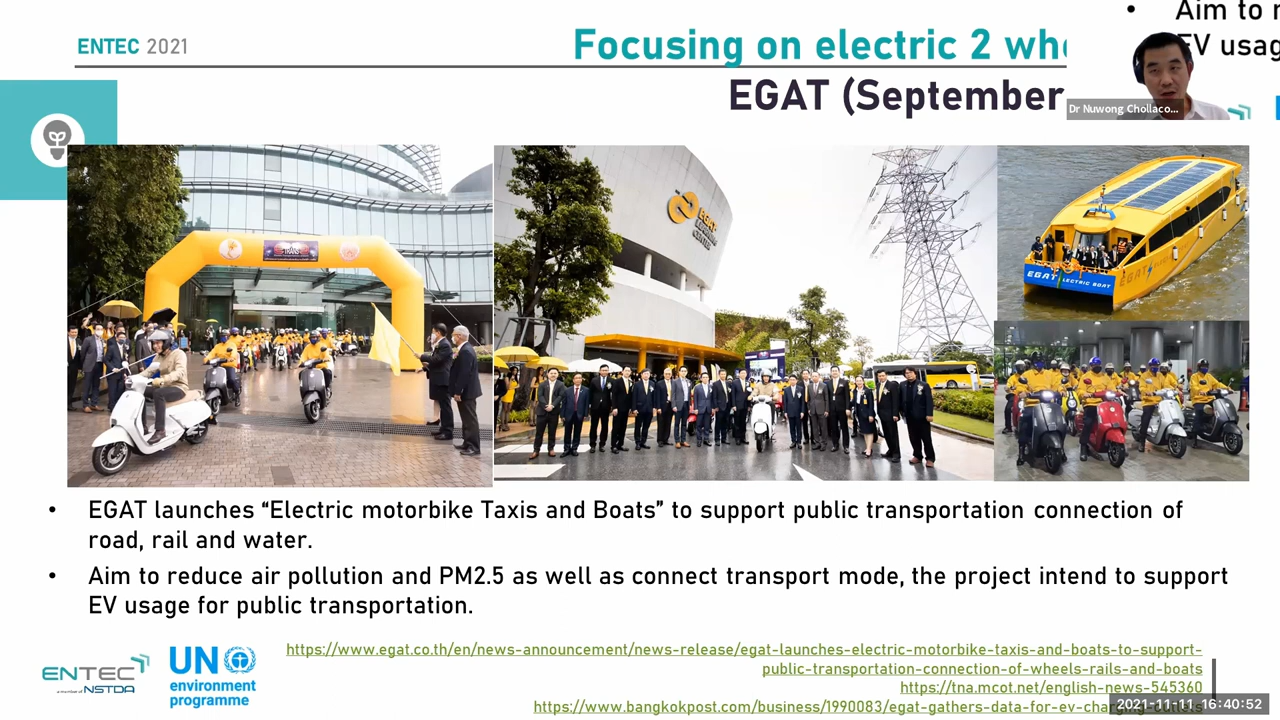 ENTEC 2021
Focusing on electric 2
EGAT (September
Aim to
EV
Dr Nuwong Chollaco...
EGAT
EGAT
• EGAT launches “Electric motorbike Taxis and Boats” to support public transportation connection of
road, rail and water.
• Aim to reduce air pollution and PM2.5 as well as connect transport mode, the project intend to support
EV usage for public transportation.
ENTEC
a member of NSTDA
UN
environment
programme
https://www.egat.co.th/en/news-announcement/news-release/egat-launches-electric-motorbike-taxis-and-boats-to-support-
public-transportation-connection-of-wheels-rails-and-boats
https://tna.mcot.net/english-news-545360
https://www.bangkokpost.com/business/1990083/egat-gathers-data-for-ev-charging-outlets
2021-11-11 16:40:52